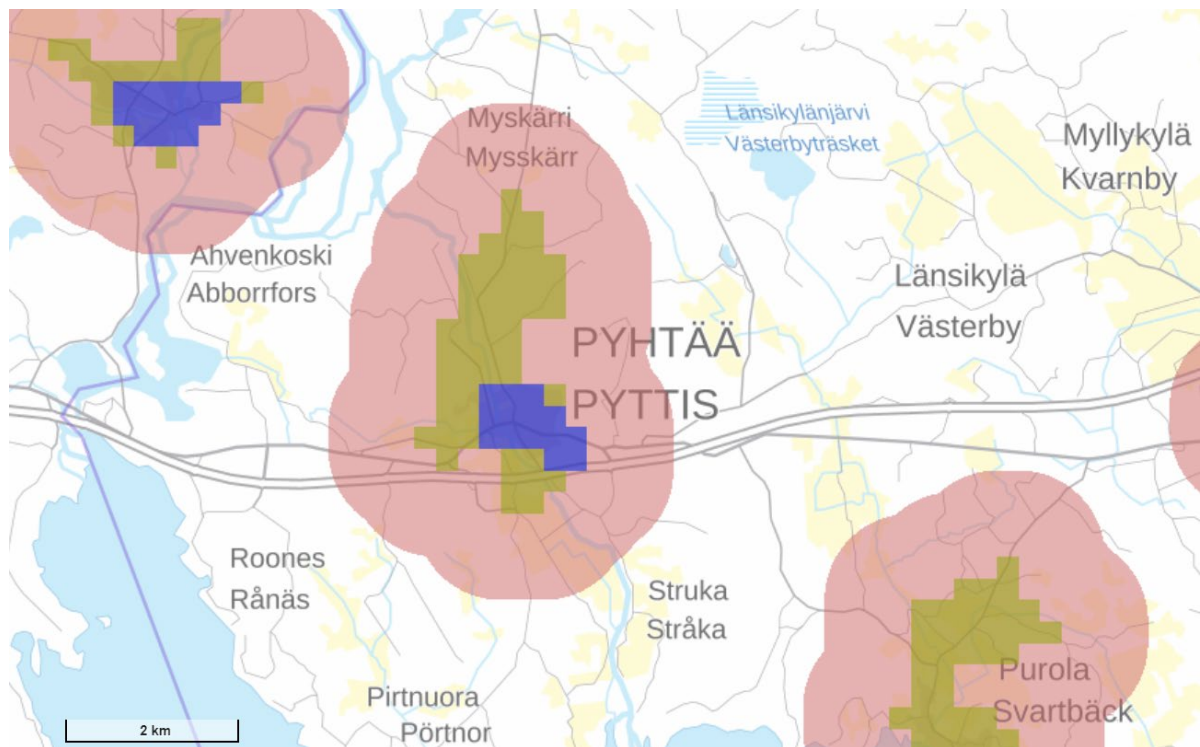 Myskärri
Mysskärr
Länsikylänjärvi
Västerbyträsket
Myllykylä
Kvarnby
Ahvenkoski
Abborrfors
Länsikylä
Västerby
PYHTÄÄ
PYTTIS
Roones
Rånäs
Struka
Stråka
Purola
Svartbäck
Pirtnuora
Pörtnor
2 km